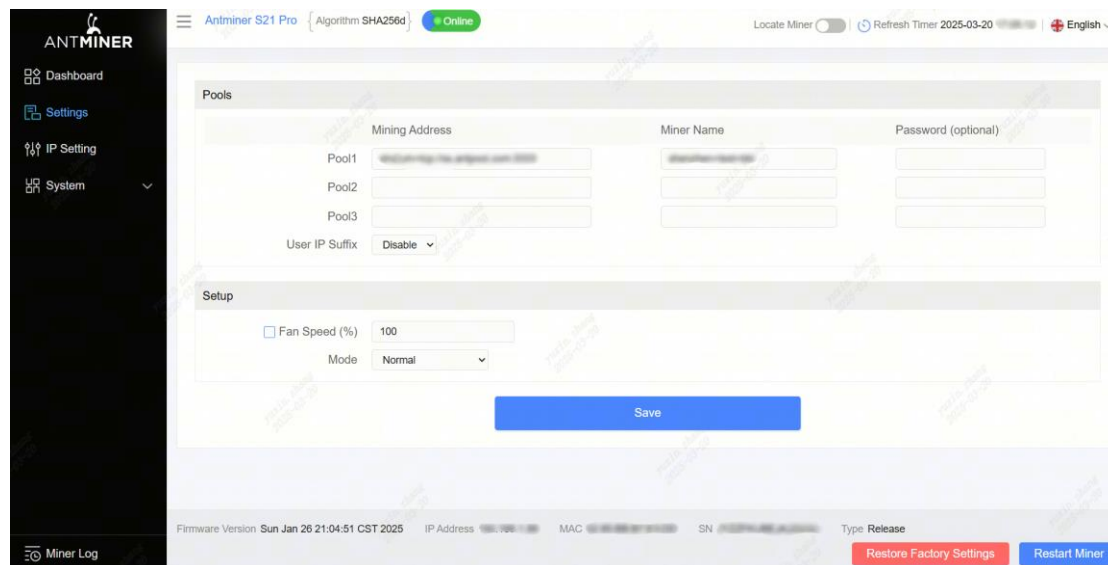 ANTMINER
Antminer S21 Pro Algorithm SHA256d Online Locate Miner Refresh Timer 2025-03-20 English
Dashboard
Settings
IP Setting
System
Pools
Mining Address Miner Name Password (optional)
Pool1
Pool2
Pool3
User IP Suffix Disable
Setup
Fan Speed (%) 100
Mode Normal
Save
Firmware Version Sun Jan 26 21:04:51 CST 2025 IP Address MAC SN Type Release
Miner Log Restore Factory Settings Restart Miner